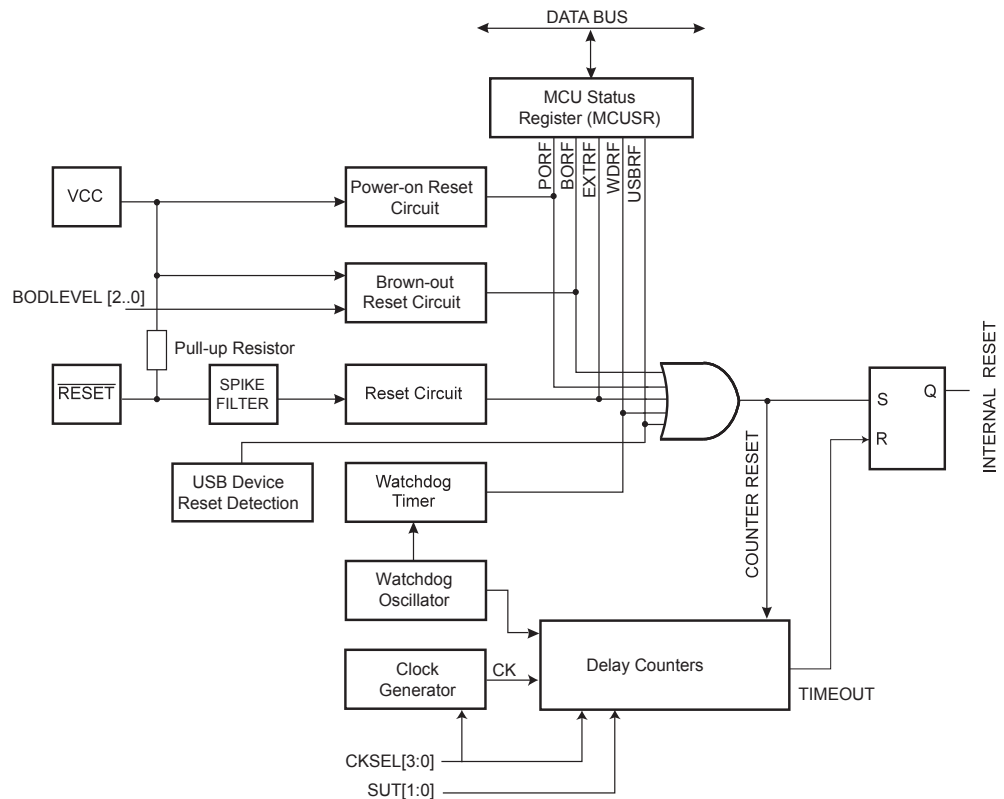 DATA BUS
MCU Status
Register (MCUSR)
PORF
BORF
EXTRF
WDRF
USBRF
VCC
Power-on Reset
Circuit
Brown-out
Reset Circuit
BODLEVEL [2..0]
Pull-up Resistor
RESET
SPIKE
FILTER
Reset Circuit
S
Q
R
INTERNAL RESET
USB Device
Reset Detection
Watchdog
Timer
COUNTER RESET
Watchdog
Oscillator
Clock
Generator
CK
Delay Counters
TIMEOUT
CKSEL[3:0]
SUT[1:0]